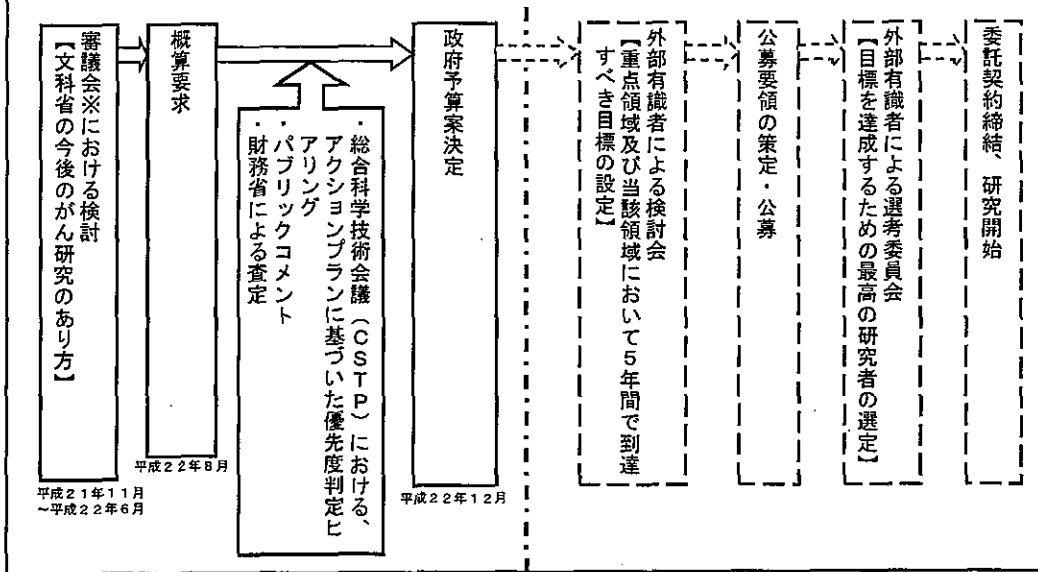 審議会※における検討
【文科省の今後のがん研究のあり方】
平成21年11月
~平成22年6月
概算要求
平成22年8月
・総合科学技術会議（CSTP）における、
アクションプランに基づいた優先度判定ヒ
アリング
・パブリックコメント
・財務省による査定
政府予算案決定
平成22年12月
外部有識者による検討会
【重点領域及び当該領域において5年間で到達
すべき目標の設定】
公募要領の策定・公募
外部有識者による選考委員会
【目標を達成するための最高の研究者の選定】
委託契約締結、研究開始